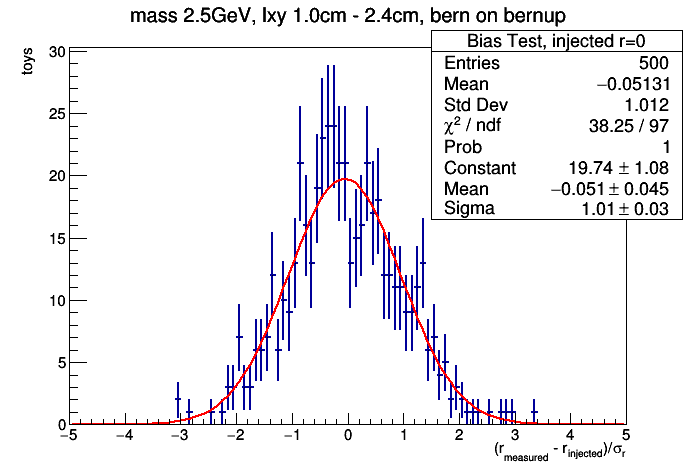 mass 2.5GeV, lxy 1.0cm - 2.4cm, bern on bernup
toys
Bias Test, injected r=0
Entries 500
Mean −0.05131
Std Dev 1.012
χ² / ndf 38.25 / 97
Prob 1
Constant 19.74 ± 1.08
Mean −0.051 ± 0.045
Sigma 1.01 ± 0.03
30
25
20
15
10
5
0
−5 −4 −3 −2 −1 0 1 2 3 4 5
(r_measured - r_injected)/σ_r